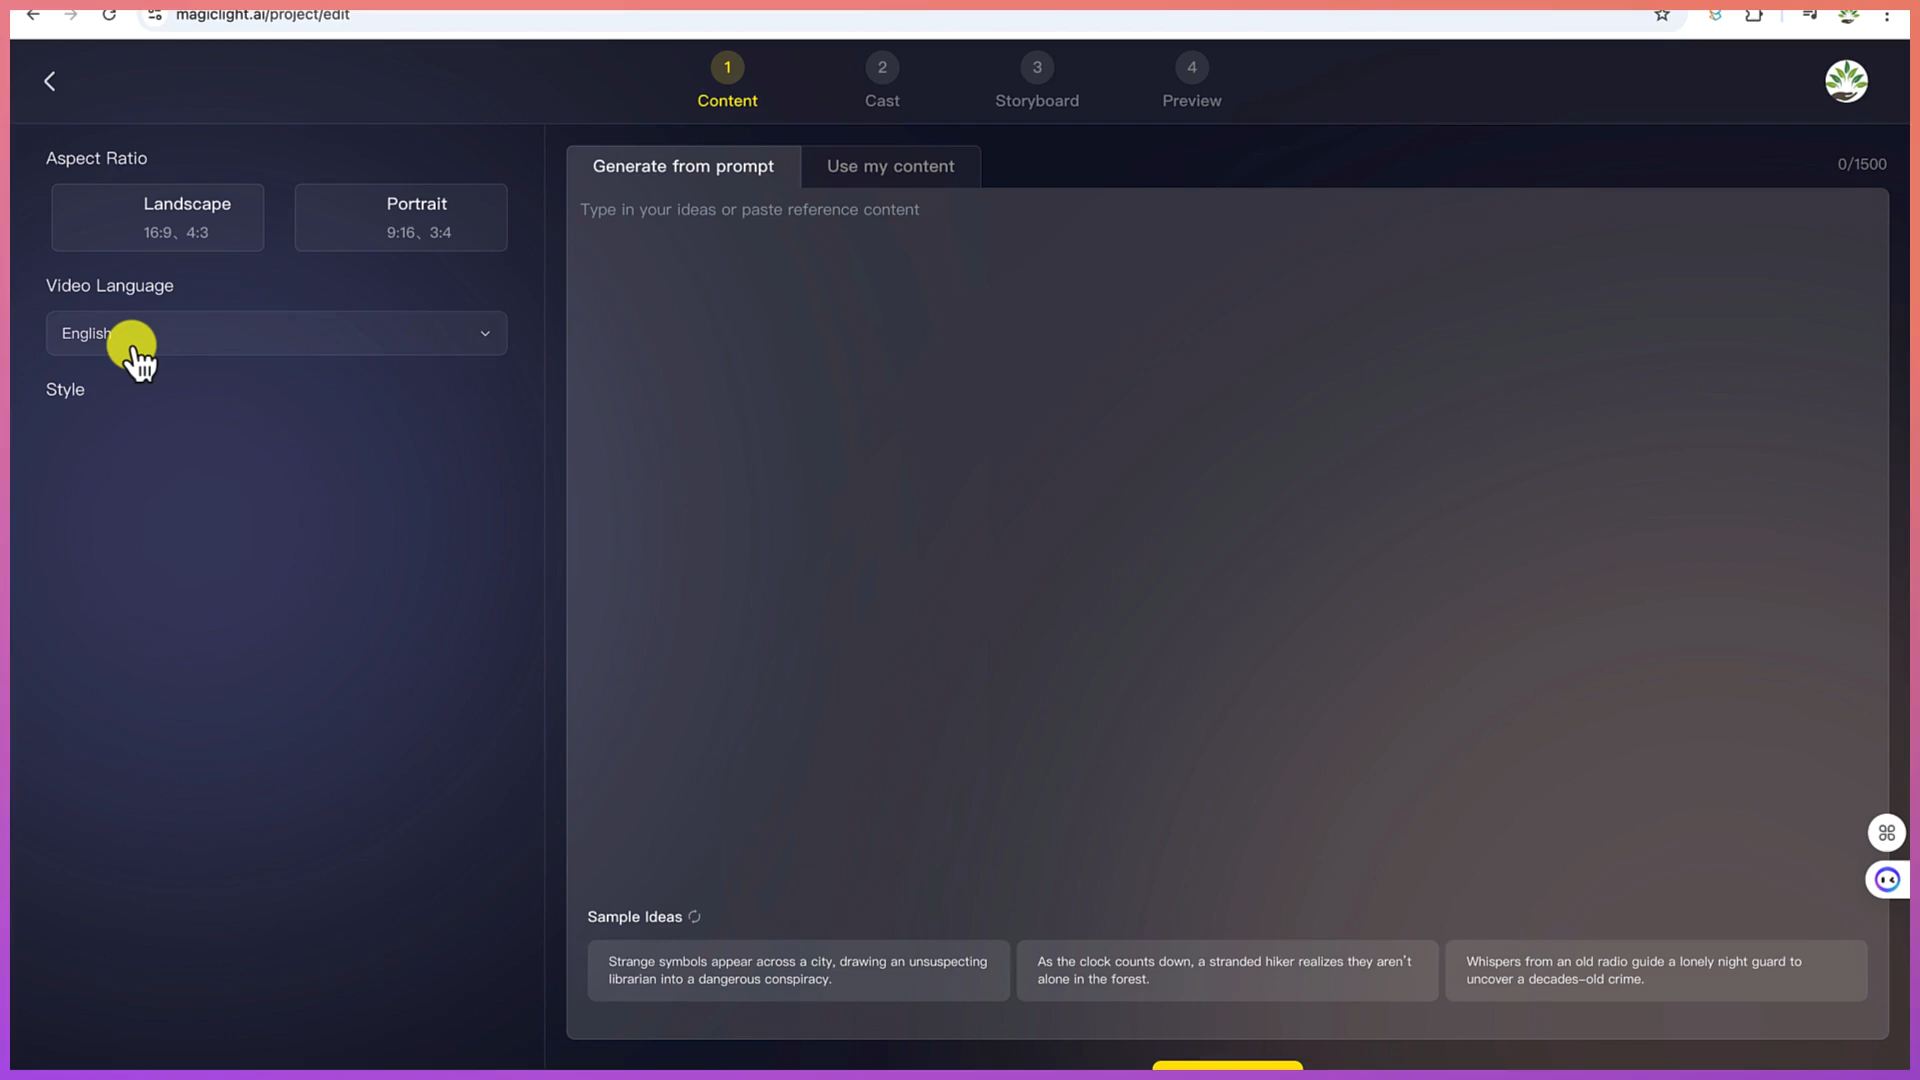 magiclight.ai/project/edit
1
Content
2
Cast
3
Storyboard
4
Preview
Aspect Ratio
Landscape
16:9、4:3
Portrait
9:16、3:4
Video Language
English
Style
Generate from prompt
Use my content
0/1500
Type in your ideas or paste reference content
Sample Ideas
Strange symbols appear across a city, drawing an unsuspecting
librarian into a dangerous conspiracy.
As the clock counts down, a stranded hiker realizes they aren't
alone in the forest.
Whispers from an old radio guide a lonely night guard to
uncover a decades-old crime.